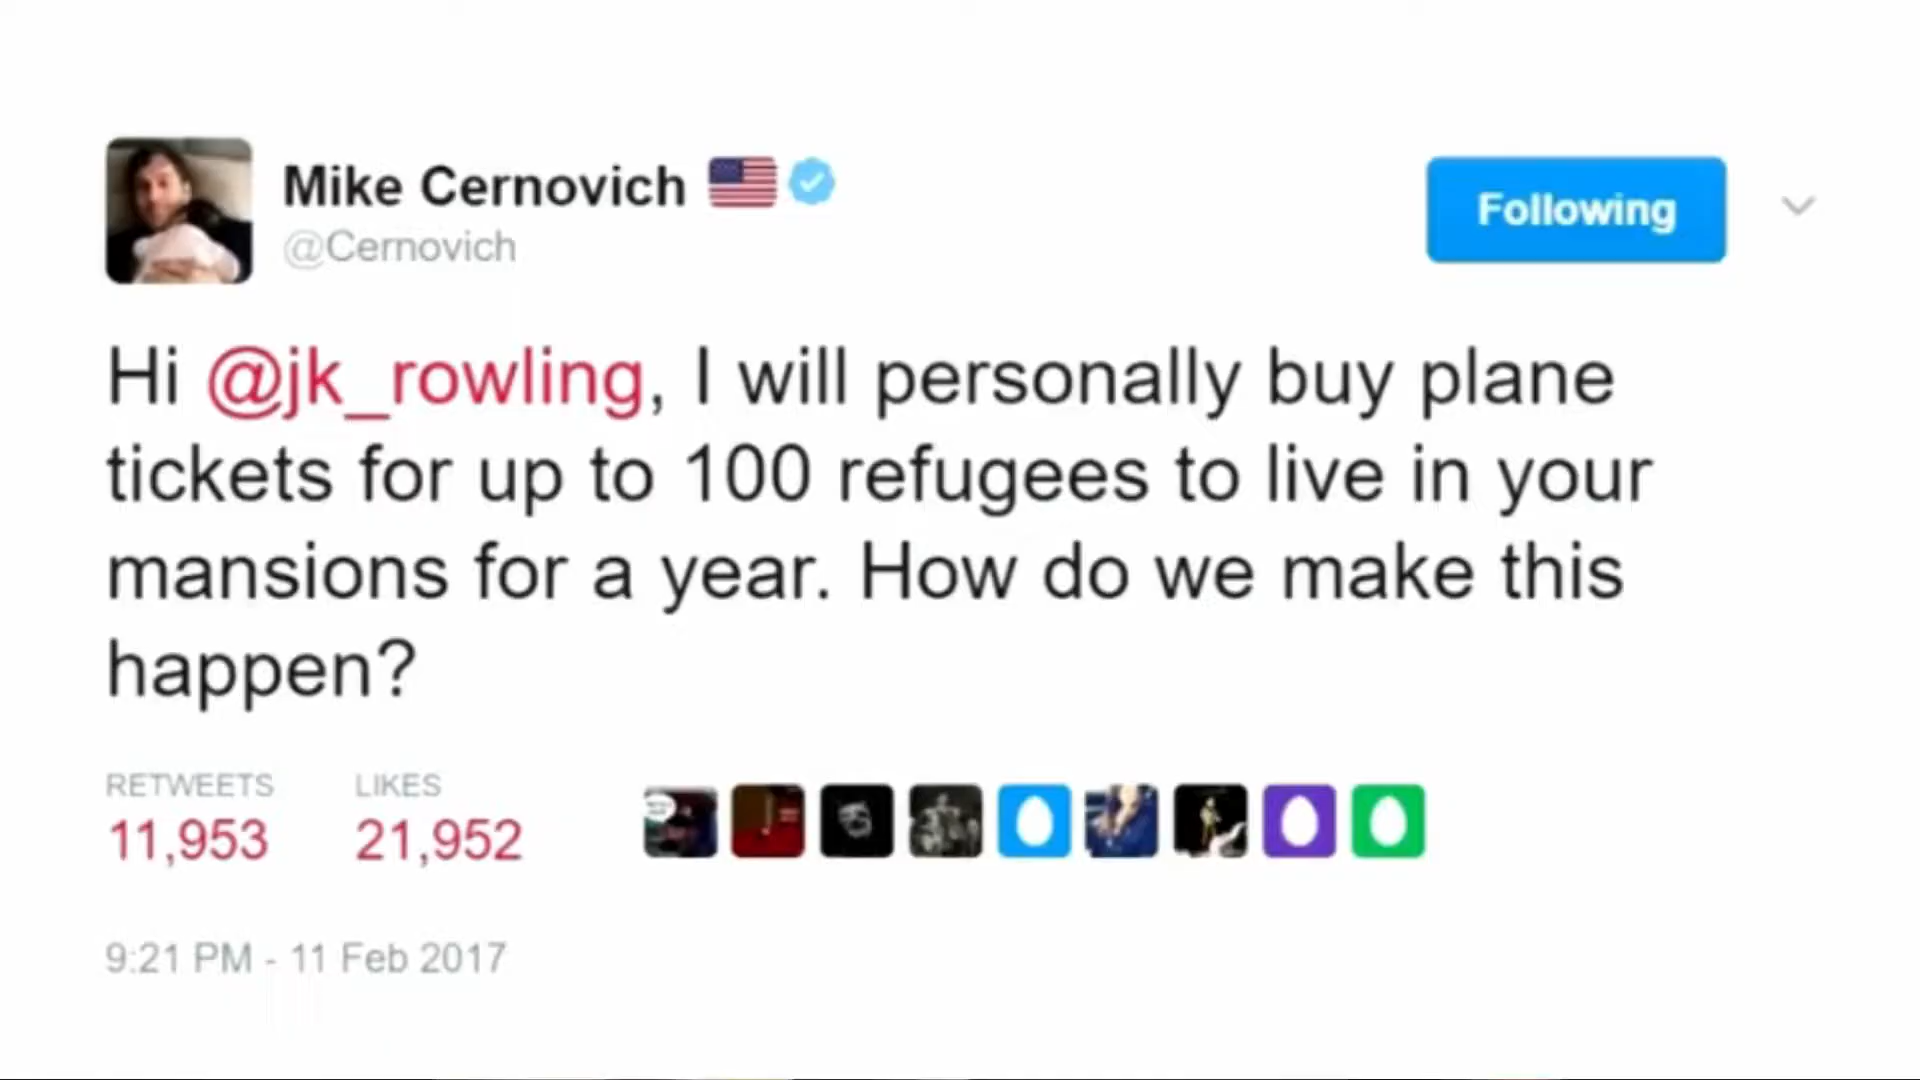 Mike Cernovich
@Cernovich
Following
Hi @jk_rowling, I will personally buy plane
tickets for up to 100 refugees to live in your
mansions for a year. How do we make this
happen?
RETWEETS LIKES
11,953 21,952
9:21 PM - 11 Feb 2017